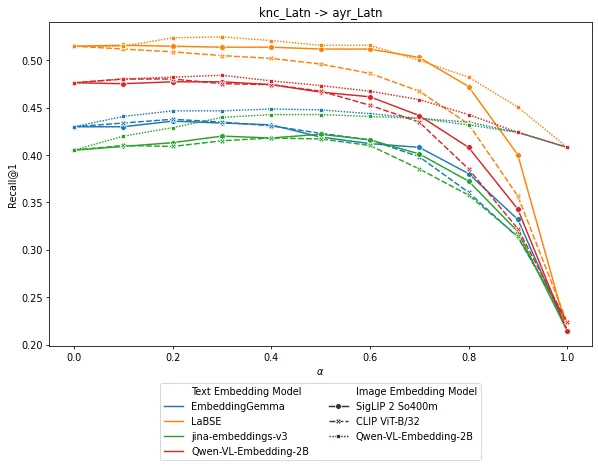 knc_Latn -> ayr_Latn
Recall@1
0.50
0.45
0.40
0.35
0.30
0.25
0.20
0.0 0.2 0.4 0.6 0.8 1.0
α
Text Embedding Model Image Embedding Model
EmbeddingGemma SigLIP 2 So400m
LaBSE CLIP ViT-B/32
jina-embeddings-v3 Qwen-VL-Embedding-2B
Qwen-VL-Embedding-2B